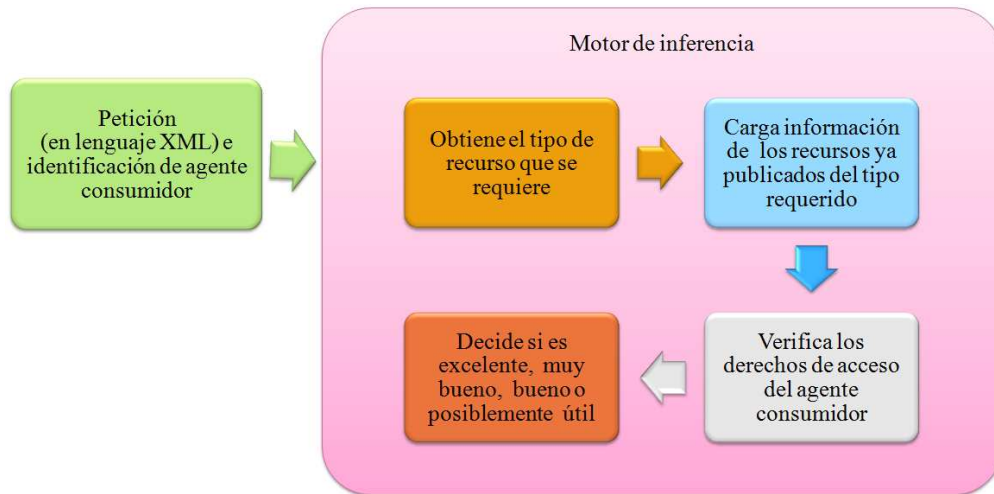 Motor de inferencia
Petición
(en lenguaje XML) e
identificación de agente
consumidor
Obtiene el tipo de
recurso que se
requiere
Carga información
de los recursos ya
publicados del tipo
requerido
Verifica los
derechos de acceso
del agente
consumidor
Decide si es
excelente, muy
bueno, bueno o
posiblemente útil